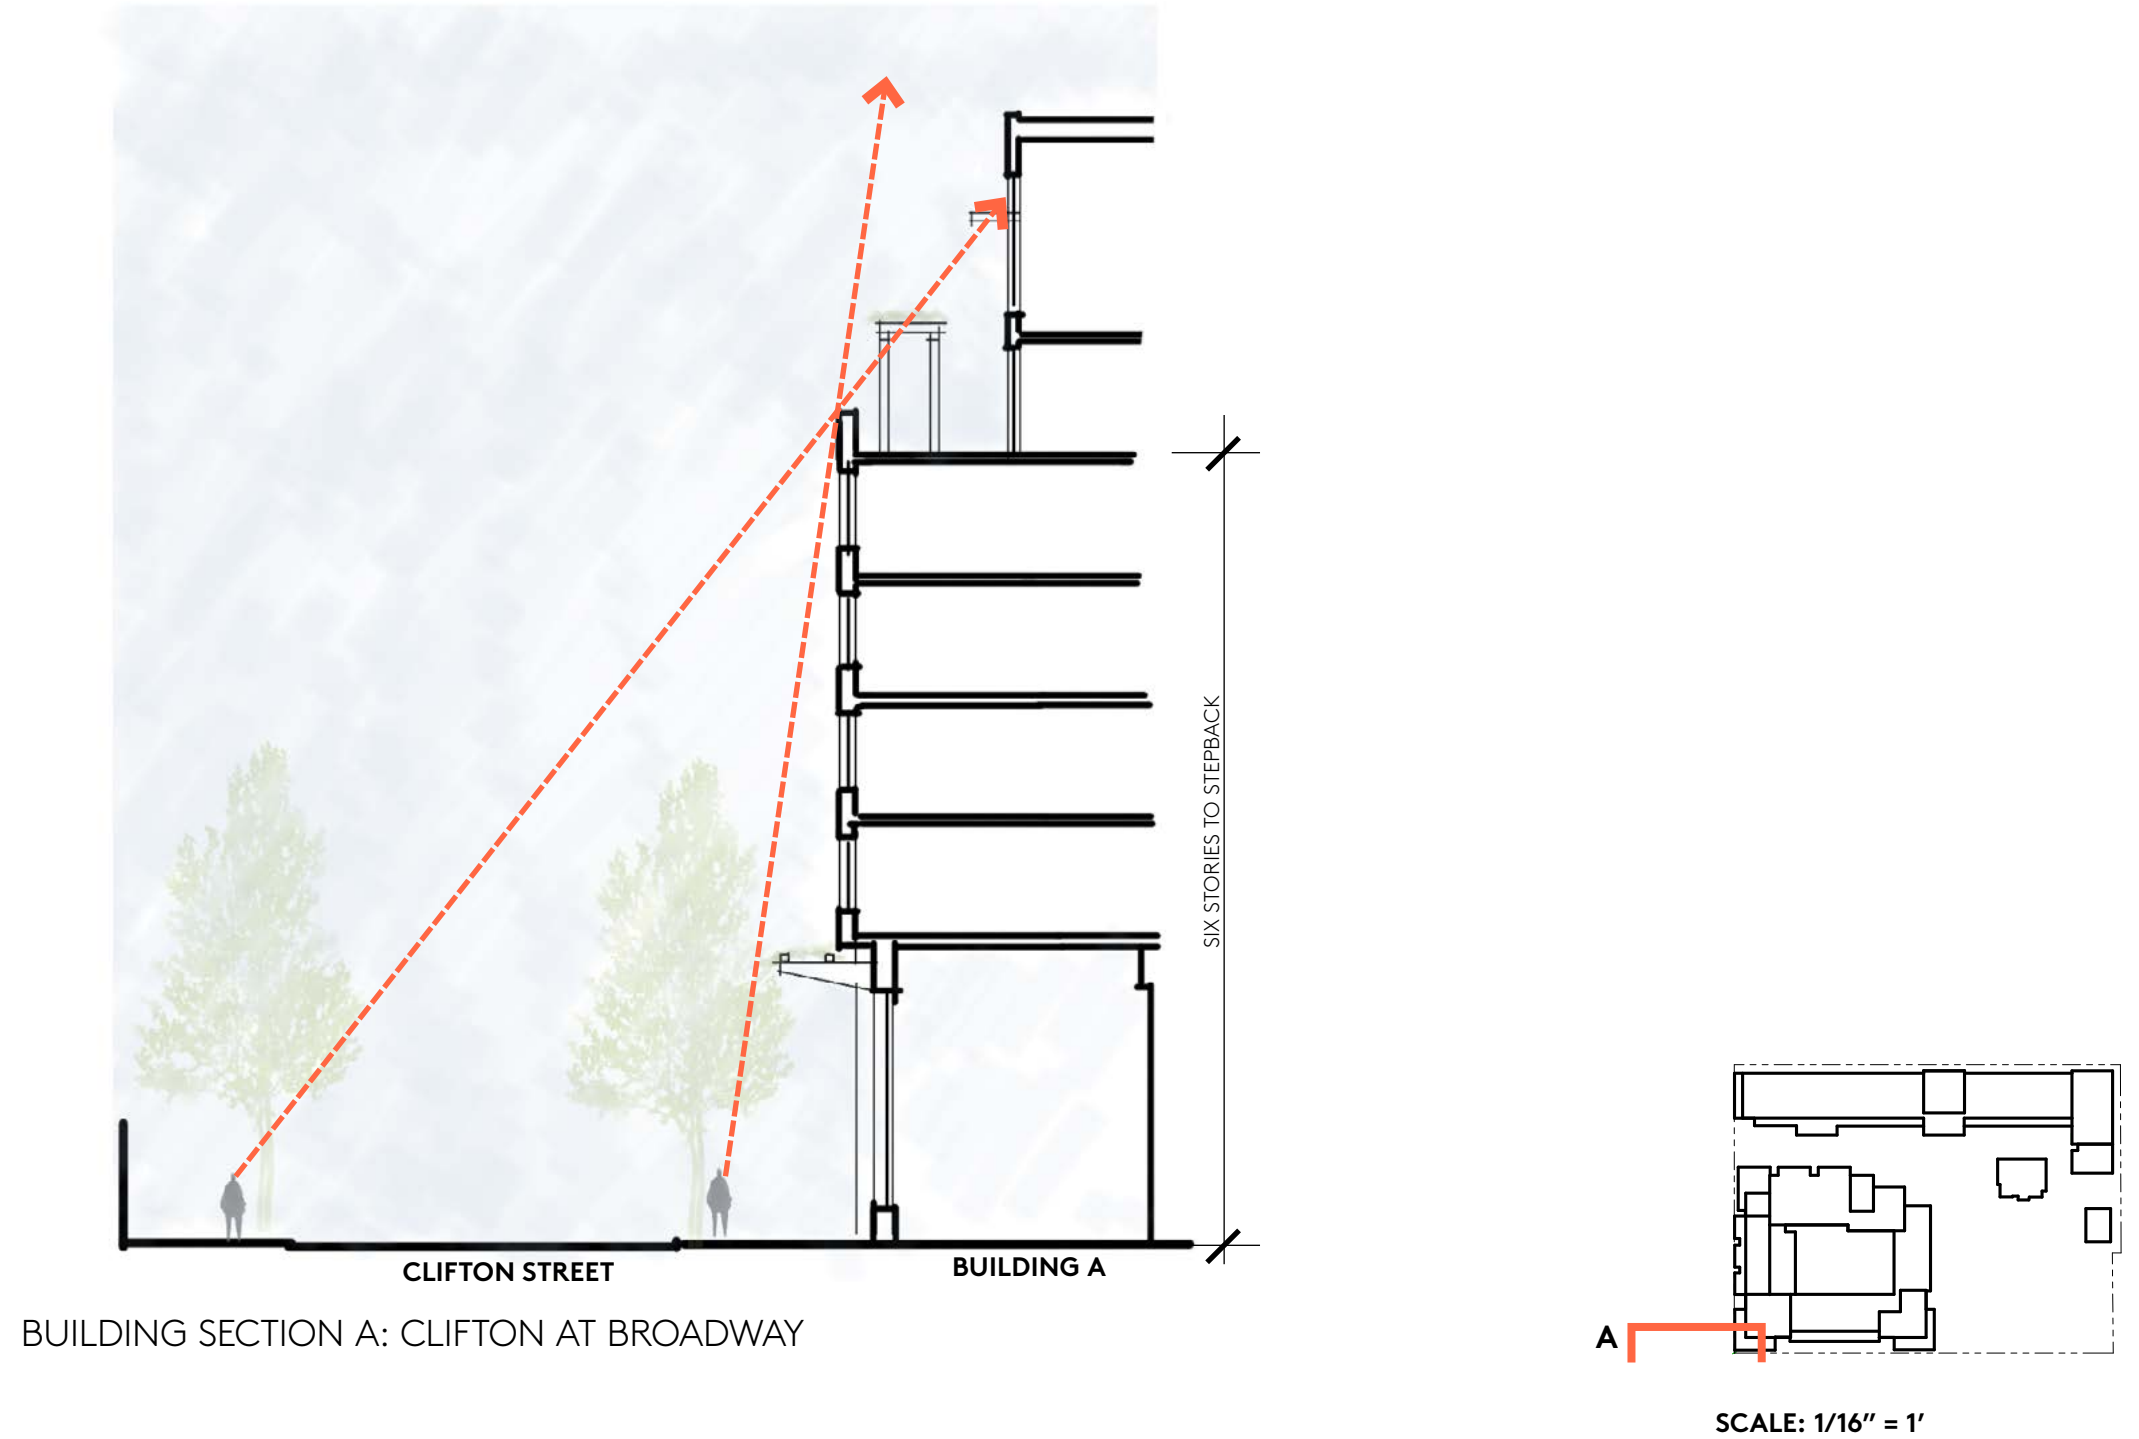 SIX STORIES TO STEPBACK
CLIFTON STREET
BUILDING A
BUILDING SECTION A: CLIFTON AT BROADWAY
A
SCALE: 1/16" = 1'